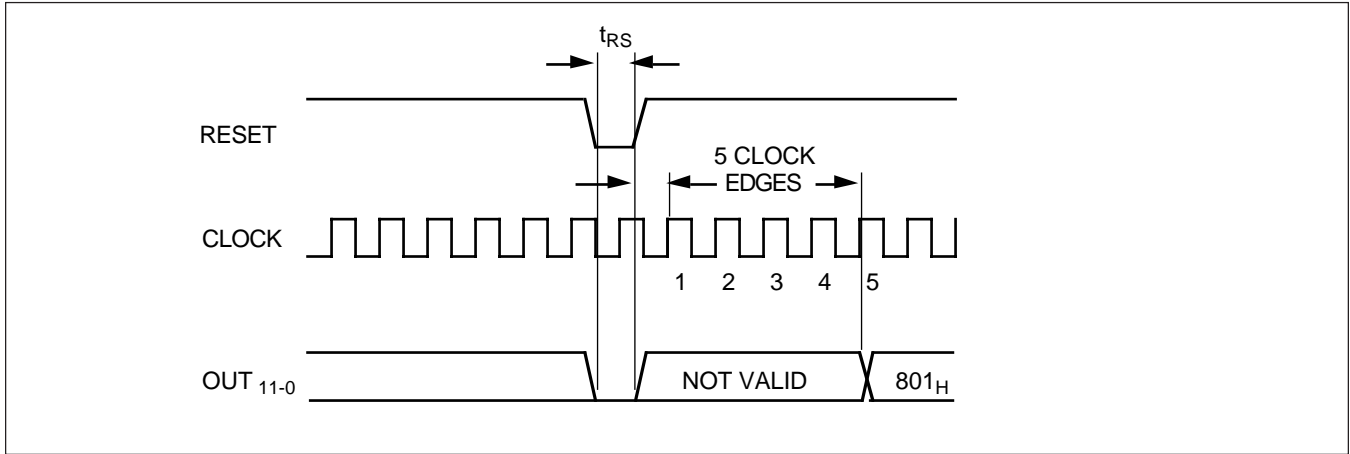 tRS
RESET
5 CLOCK
EDGES
CLOCK
1 2 3 4 5
OUT 11-0
NOT VALID
801H